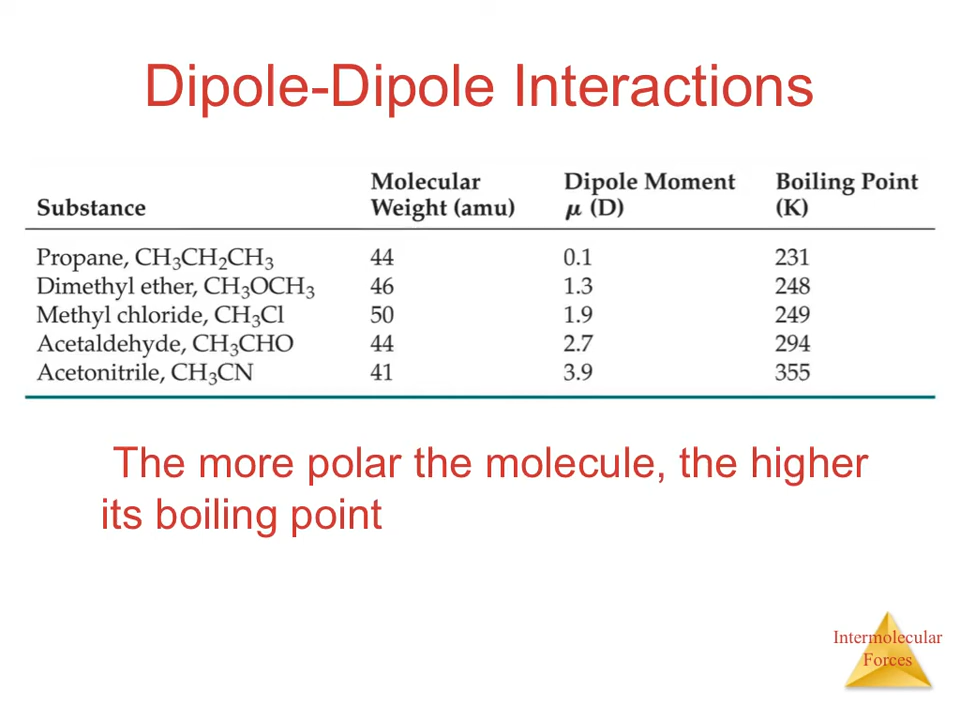 Dipole-Dipole Interactions
Substance Molecular Weight (amu) Dipole Moment μ (D) Boiling Point (K)
Propane, CH₃CH₂CH₃ 44 0.1 231
Dimethyl ether, CH₃OCH₃ 46 1.3 248
Methyl chloride, CH₃Cl 50 1.9 249
Acetaldehyde, CH₃CHO 44 2.7 294
Acetonitrile, CH₃CN 41 3.9 355
The more polar the molecule, the higher
its boiling point
Intermolecular
Forces